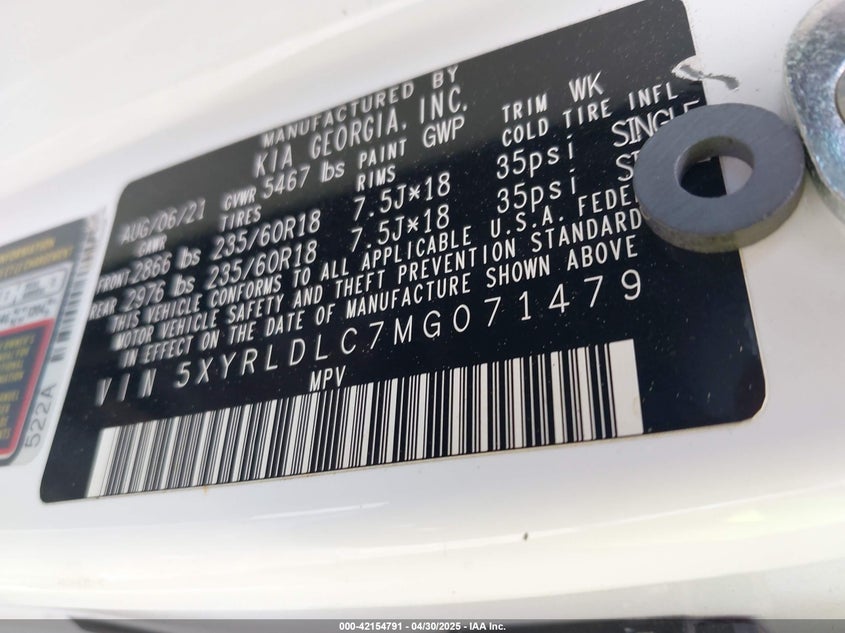 MANUFACTURED BY
KIA GEORGIA, INC.
AUG/06/21 GVWR 5467 lbs PAINT GWP TRIM WK
GAWR TIRES RIMS COLD TIRE INFL
FRONT 2866 lbs 235/60R18 7.5J×18 35psi SINGLE
REAR 2976 lbs 235/60R18 7.5J×18 35psi
THIS VEHICLE CONFORMS TO ALL APPLICABLE U.S.A. FEDE
MOTOR VEHICLE SAFETY AND THEFT PREVENTION STANDARD
IN EFFECT ON THE DATE OF MANUFACTURE SHOWN ABOVE
VIN 5XYRLDLC7MG071479
MPV
522A
000-42154791 - 04/30/2025 - IAA Inc.